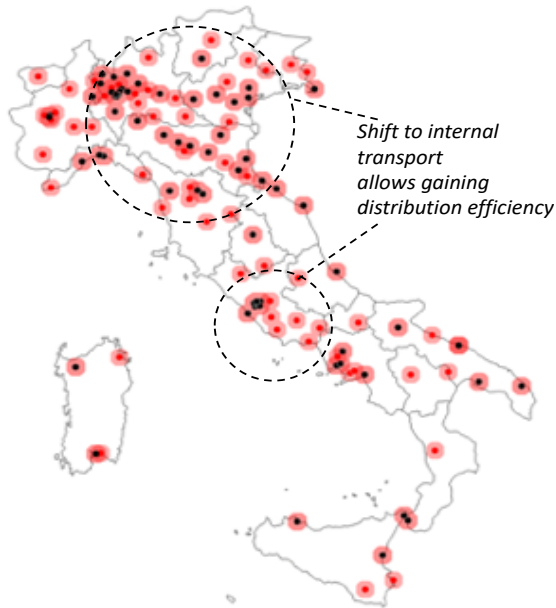 Shift to internal
transport
allows gaining
distribution efficiency